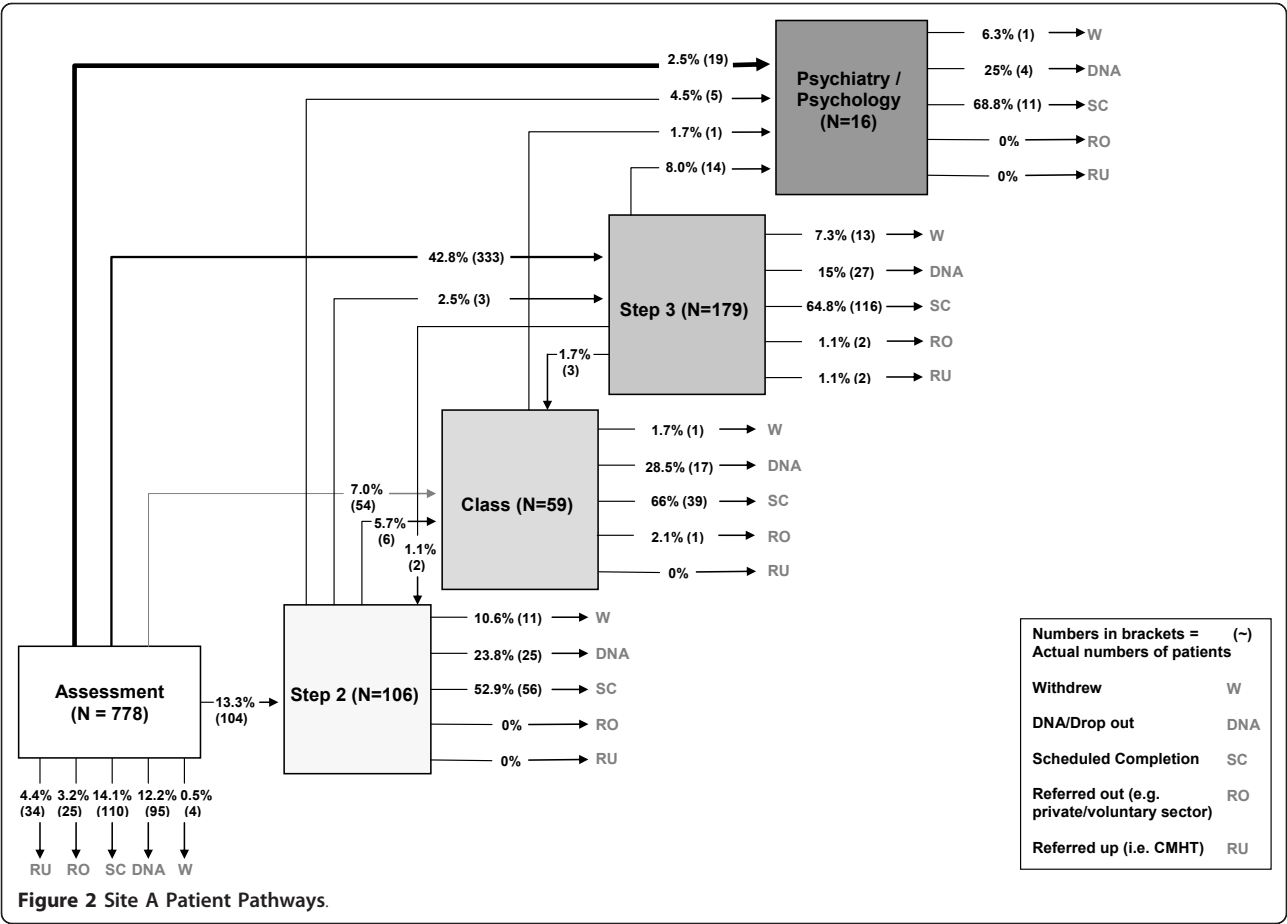 2.5% (19)
4.5% (5)
1.7% (1)
8.0% (14)
Psychiatry /
Psychology
(N=16)
6.3% (1) W
25% (4) DNA
68.8% (11) SC
0% RO
0% RU
42.8% (333)
2.5% (3)
1.7%
(3)
Step 3 (N=179)
7.3% (13) W
15% (27) DNA
64.8% (116) SC
1.1% (2) RO
1.1% (2) RU
7.0%
(54)
5.7%
(6)
1.1%
(2)
Class (N=59)
1.7% (1) W
28.5% (17) DNA
66% (39) SC
2.1% (1) RO
0% RU
Assessment
(N = 778)
13.3%
(104)
Step 2 (N=106)
10.6% (11) W
23.8% (25) DNA
52.9% (56) SC
0% RO
0% RU
4.4% 3.2% 14.1% 12.2% 0.5%
(34) (25) (110) (95) (4)
RU RO SC DNA W
Numbers in brackets = (~)
Actual numbers of patients
Withdrew W
DNA/Drop out DNA
Scheduled Completion SC
Referred out (e.g. RO
private/voluntary sector)
Referred up (i.e. CMHT) RU
Figure 2 Site A Patient Pathways.